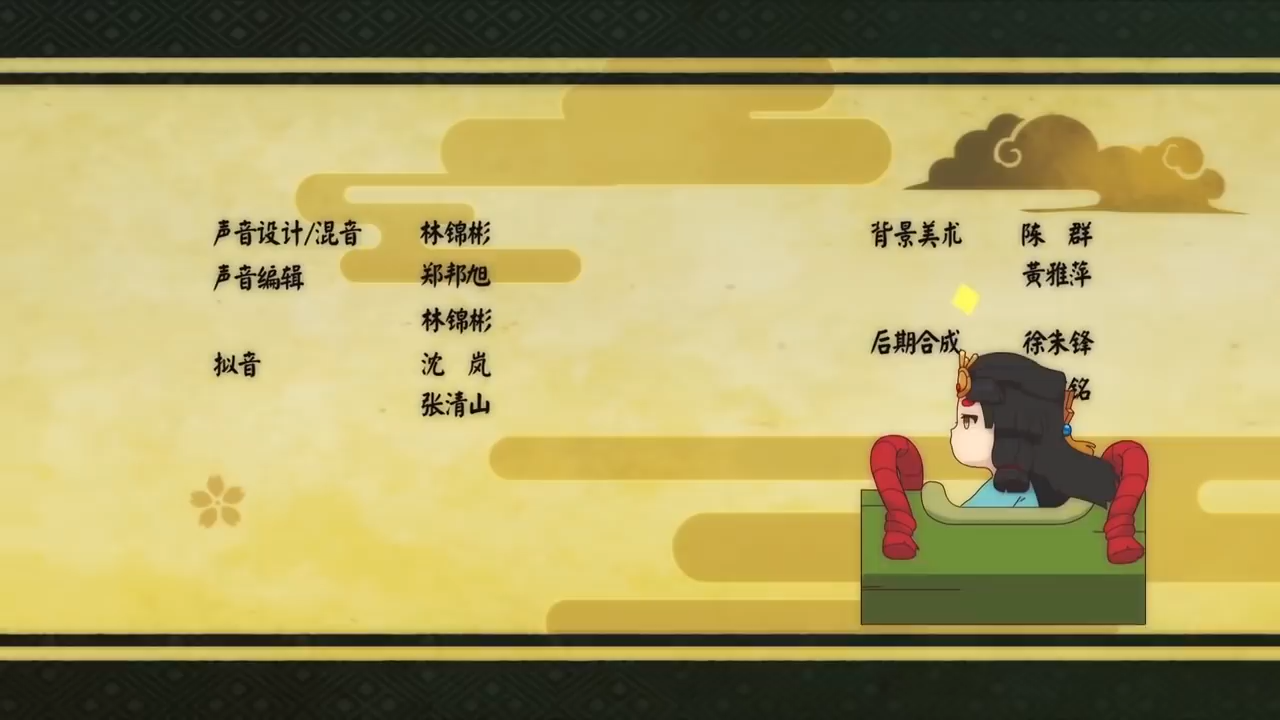 声音设计/混音 林锦彬
声音编辑 郑邦旭
林锦彬
拟音 沈 岚
张清山
背景美术 陈 群
黄雅萍
后期合成 徐朱锋
铭